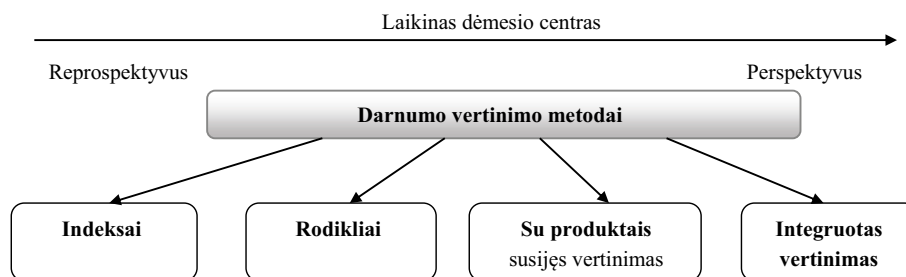 Laikinas dėmesio centras
Reprospektyvus
Perspektyvus
Darnumo vertinimo metodai
Indeksai
Rodikliai
Su produktais
susijęs vertinimas
Integruotas
vertinimas